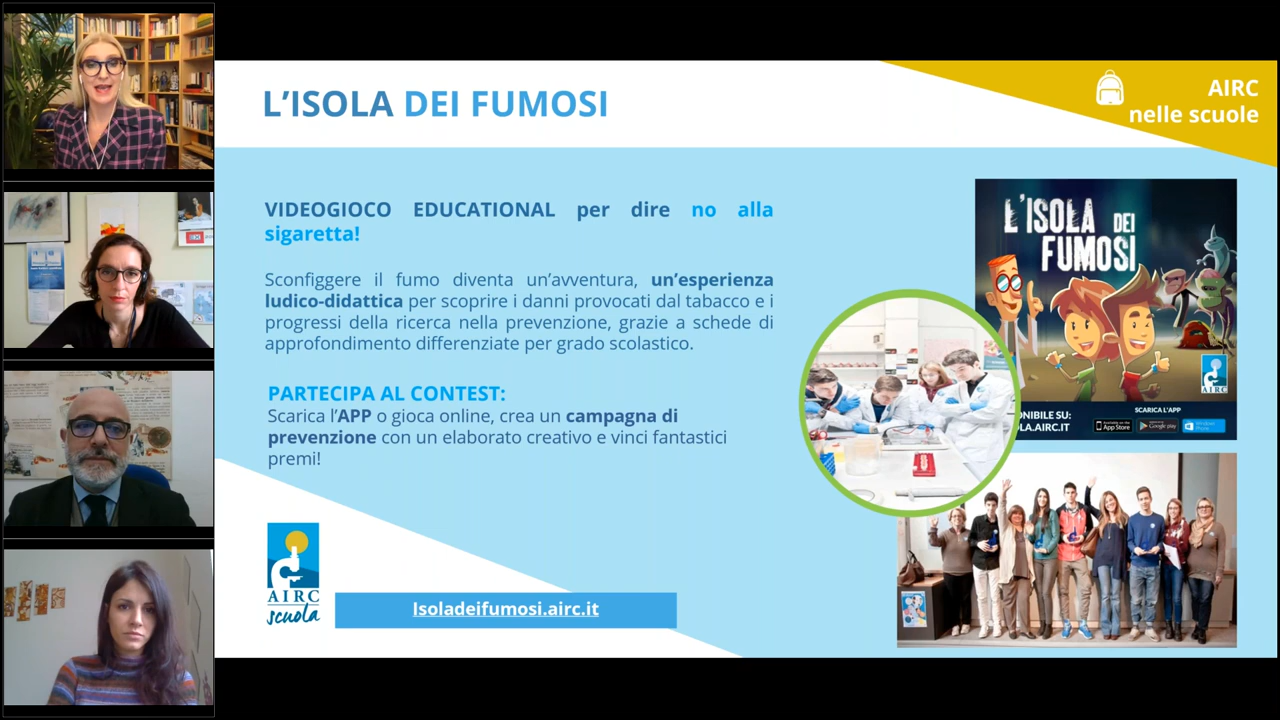 L'ISOLA DEI FUMOSI
AIRC
nelle scuole
VIDEOGIOCO EDUCATIONAL per dire no alla
sigaretta!
Sconfiggere il fumo diventa un'avventura, un'esperienza
ludico-didattica per scoprire i danni provocati dal tabacco e i
progressi della ricerca nella prevenzione, grazie a schede di
approfondimento differenziate per grado scolastico.
PARTECIPA AL CONTEST:
Scarica l'APP o gioca online, crea un campagna di
prevenzione con un elaborato creativo e vinci fantastici
premi!
AIRC
scuola
Isoladeifumosi.airc.it
L'ISOLA DEI
FUMOSI
AIRC
ONIBILE SU:
LA.AIRC.IT
SCARICA L'APP
App Store
Google play